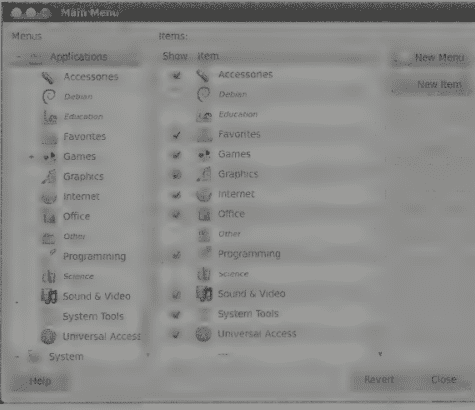 Main Menu
Menus
Items:
Applications
Show Item
New Menu
Accessories
Accessories
Debian
Debian
New Item
Education
Education
Favorites
Favorites
Games
Games
Graphics
Graphics
Internet
Internet
Office
Office
Other
Other
Programming
Programming
Science
Science
Sound & Video
Sound & Video
System Tools
System Tools
Universal Access
Universal Access
System
---
Help
Revert
Close